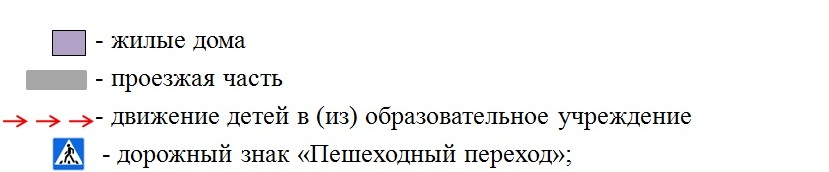 - жилые дома
- проезжая часть
- движение детей в (из) образовательное учреждение
- дорожный знак «Пешеходный переход»;